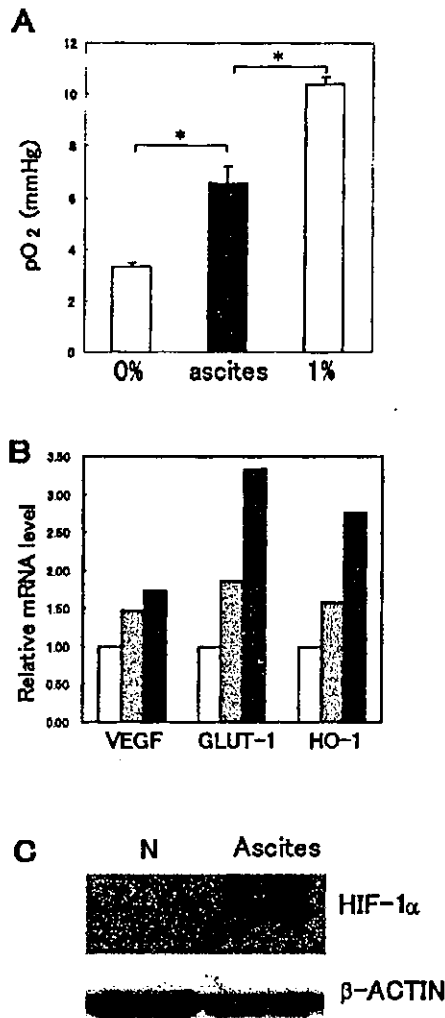 A
12
10
8
6
4
2
0
pO2 (mmHg)
*
*
0% ascites 1%
B
3.50
3.00
2.50
2.00
1.50
1.00
0.50
0.00
Relative mRNA level
VEGF GLUT-1 HO-1
C
N Ascites
HIF-1α
β-ACTIN